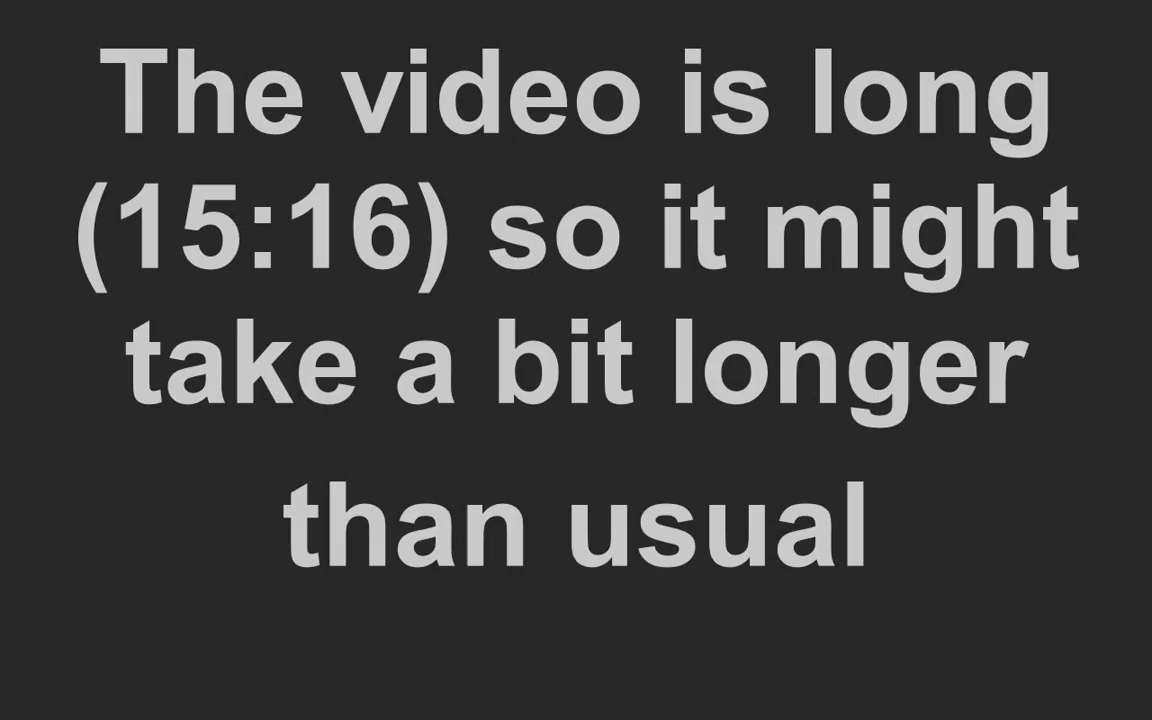 The video is long
(15:16) so it might
take a bit longer
than usual